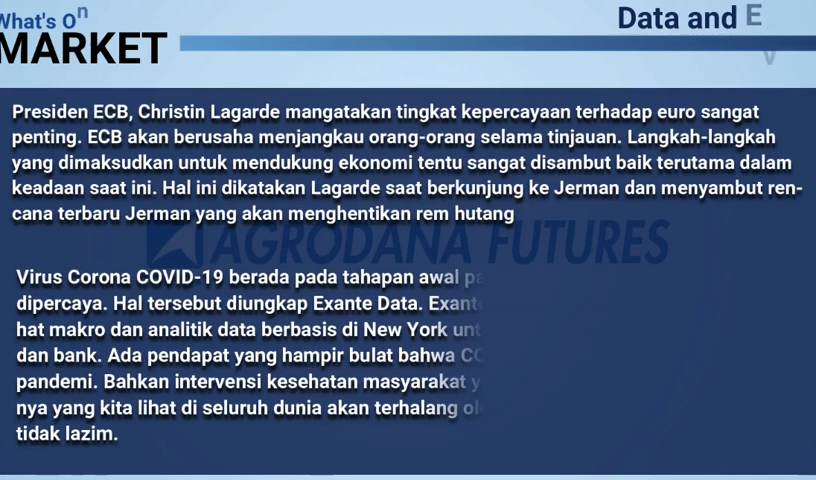 What's On
Data and E
MARKET
v
Presiden ECB, Christin Lagarde mangatakan tingkat kepercayaan terhadap euro sangat
penting. ECB akan berusaha menjangkau orang-orang selama tinjauan. Langkah-langkah
yang dimaksudkan untuk mendukung ekonomi tentu sangat disambut baik terutama dalam
keadaan saat ini. Hal ini dikatakan Lagarde saat berkunjung ke Jerman dan menyambut ren-
cana terbaru Jerman yang akan menghentikan rem hutang
AGRODANA FUTURES
Virus Corona COVID-19 berada pada tahapan awal
dipercaya. Hal tersebut diungkap Exante Data. Exante
hat makro dan analitik data berbasis di New York
dan bank. Ada pendapat yang hampir bulat bahwa
pandemi. Bahkan intervensi kesehatan masyarakat
nya yang kita lihat di seluruh dunia akan terhalang
tidak lazim.